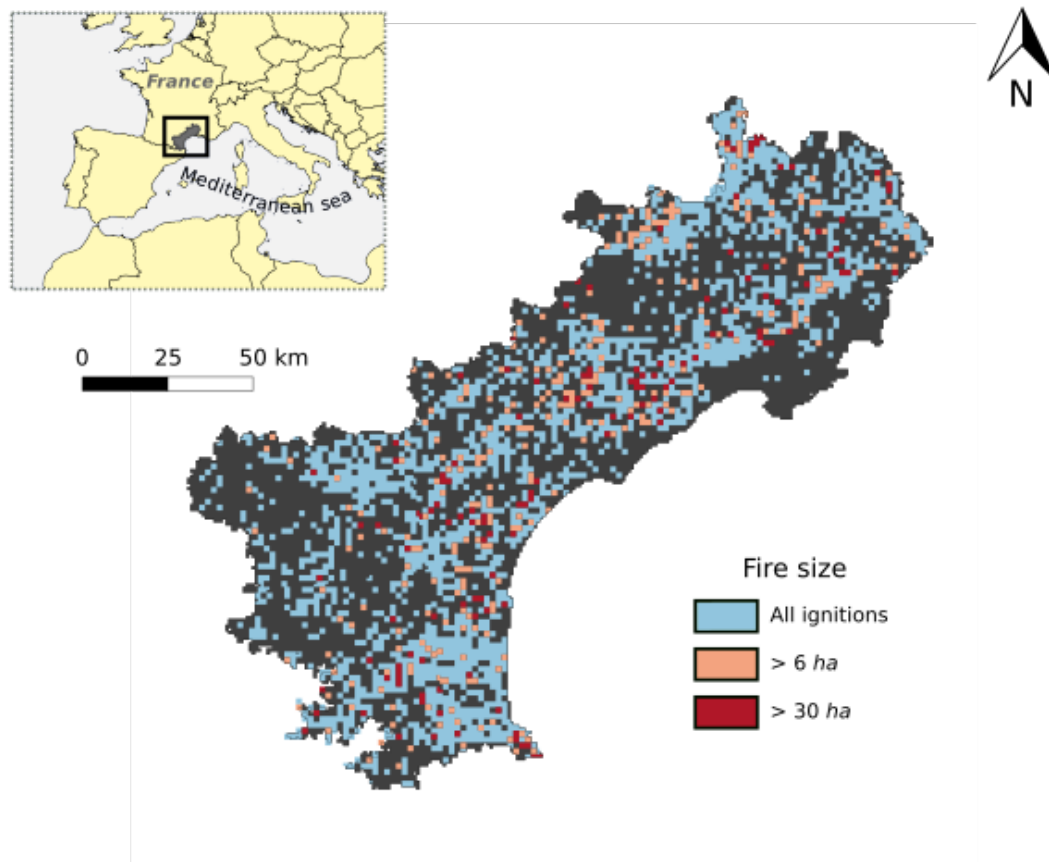 France
Mediterranean sea
N
0 25 50 km
Fire size
All ignitions
> 6 ha
> 30 ha